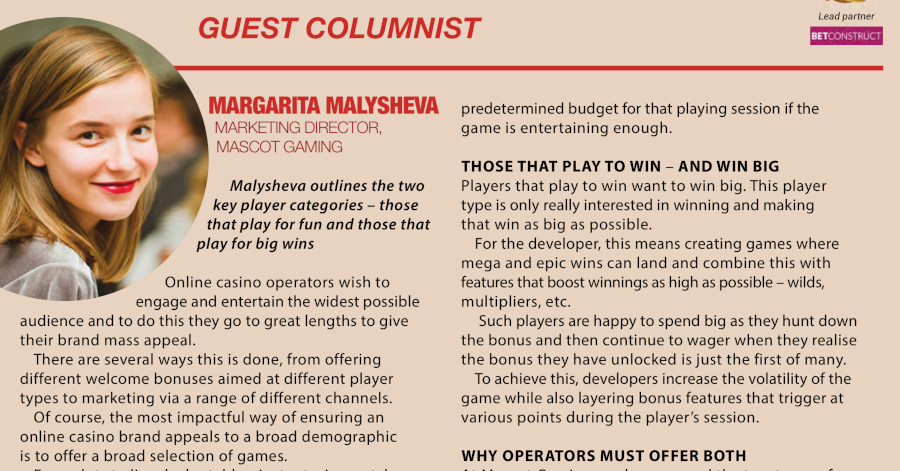 GUEST COLUMNIST
Lead partner
BETCONSTRUCT
MARGARITA MALYSHEVA
MARKETING DIRECTOR,
MASCOT GAMING
Malysheva outlines the two
key player categories – those
that play for fun and those that
play for big wins
Online casino operators wish to
engage and entertain the widest possible
audience and to do this they go to great lengths to give
their brand mass appeal.
There are several ways this is done, from offering
different welcome bonuses aimed at different player
types to marketing via a range of different channels.
Of course, the most impactful way of ensuring an
online casino brand appeals to a broad demographic
is to offer a broad selection of games.
predetermined budget for that playing session if the
game is entertaining enough.
THOSE THAT PLAY TO WIN – AND WIN BIG
Players that play to win want to win big. This player
type is only really interested in winning and making
that win as big as possible.
For the developer, this means creating games where
mega and epic wins can land and combine this with
features that boost winnings as high as possible – wilds,
multipliers, etc.
Such players are happy to spend big as they hunt down
the bonus and then continue to wager when they realise
the bonus they have unlocked is just the first of many.
To achieve this, developers increase the volatility of the
game while also layering bonus features that trigger at
various points during the player's session.
WHY OPERATORS MUST OFFER BOTH